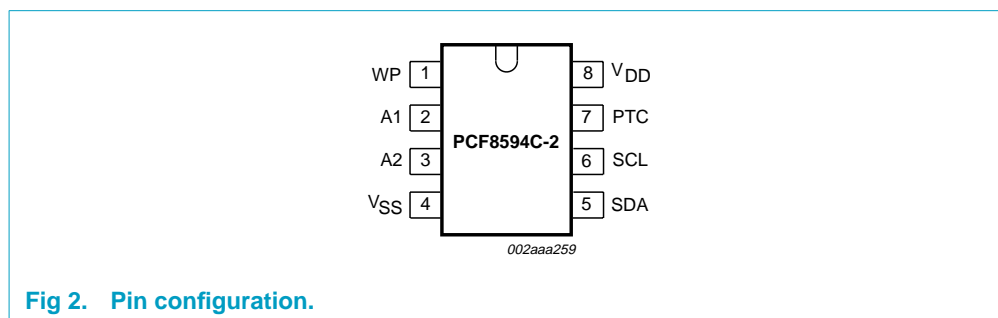 WP 1 8 VDD
A1 2 7 PTC
PCF8594C-2
A2 3 6 SCL
VSS 4 5 SDA
002aaa259
Fig 2. Pin configuration.